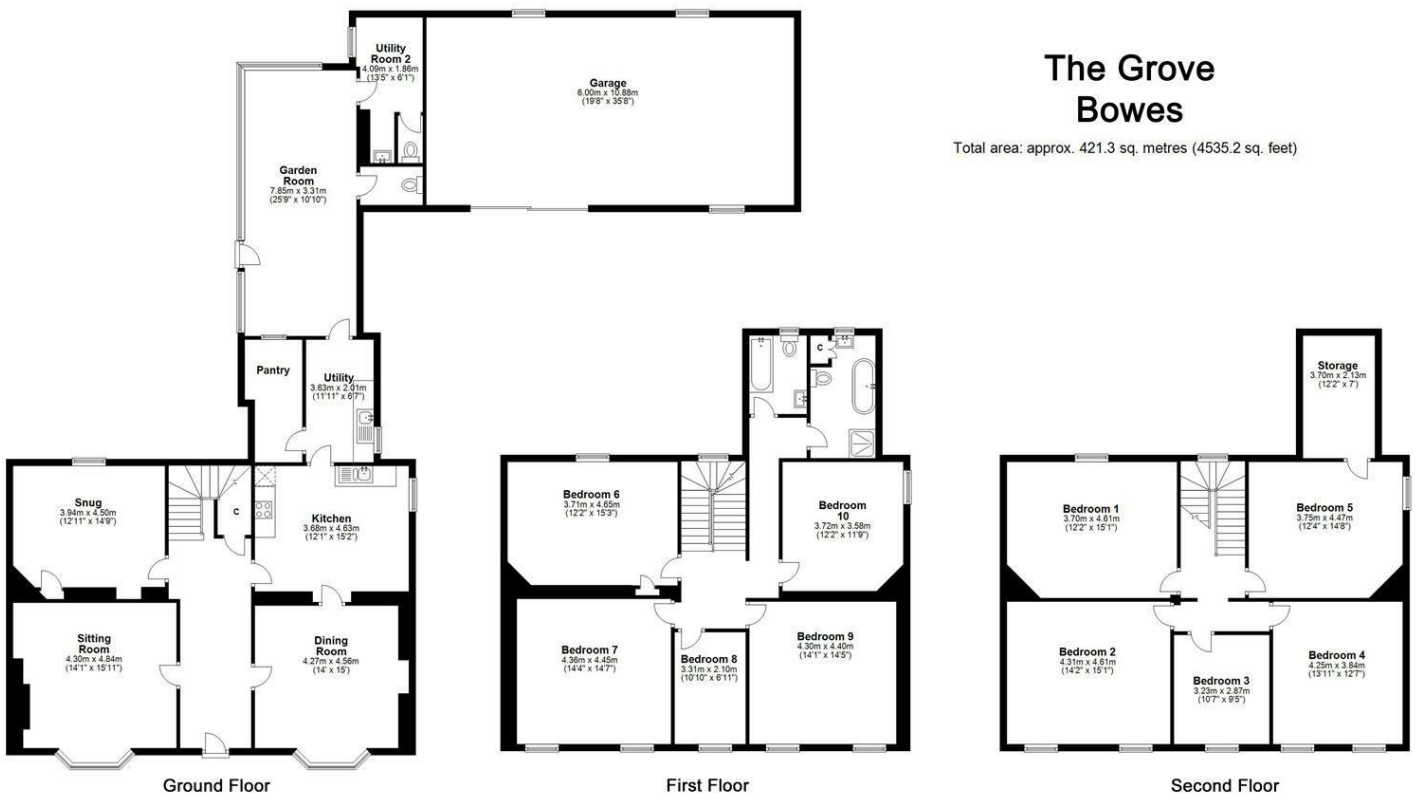 The Grove
Bowes
Total area: approx. 421.3 sq. metres (4535.2 sq. feet)
Utility
Room 2
4.09m x 1.86m
(13'5" x 6'1")
Garage
6.00m x 10.88m
(19'8" x 35'8")
Garden
Room
7.85m x 3.31m
(25'9" x 10'10")
Pantry
Utility
3.63m x 2.01m
(11'11" x 6'7")
Snug
3.94m x 4.50m
(12'11" x 14'9")
C
Kitchen
3.68m x 4.63m
(12'1" x 15'2")
Sitting
Room
4.30m x 4.84m
(14'1" x 15'11")
Dining
Room
4.27m x 4.56m
(14' x 15')
Ground Floor
C
Bedroom 6
3.71m x 4.65m
(12'2" x 15'3")
Bedroom
10
3.72m x 3.58m
(12'2" x 11'9")
Bedroom 7
4.36m x 4.45m
(14'4" x 14'7")
Bedroom 8
3.31m x 2.10m
(10'10" x 6'11")
Bedroom 9
4.30m x 4.40m
(14'1" x 14'5")
First Floor
Storage
3.70m x 2.13m
(12'2" x 7')
Bedroom 1
3.70m x 4.61m
(12'2" x 15'1")
Bedroom 5
3.75m x 4.47m
(12'4" x 14'8")
Bedroom 2
4.31m x 4.61m
(14'2" x 15'1")
Bedroom 3
3.23m x 2.87m
(10'7" x 9'5")
Bedroom 4
4.25m x 3.84m
(13'11" x 12'7")
Second Floor